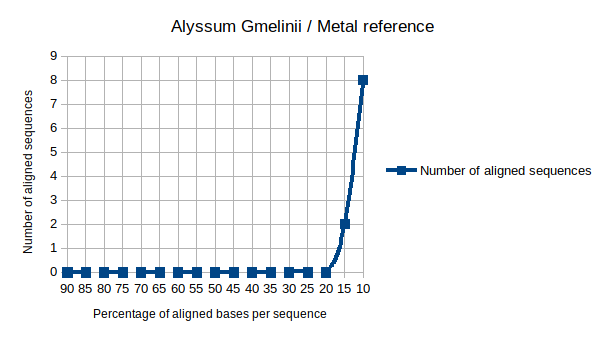 Alyssum Gmelinii / Metal reference
9
8
7
6
5
4
3
2
1
0
Number of aligned sequences
90 85 80 75 70 65 60 55 50 45 40 35 30 25 20 15 10
Percentage of aligned bases per sequence
Number of aligned sequences